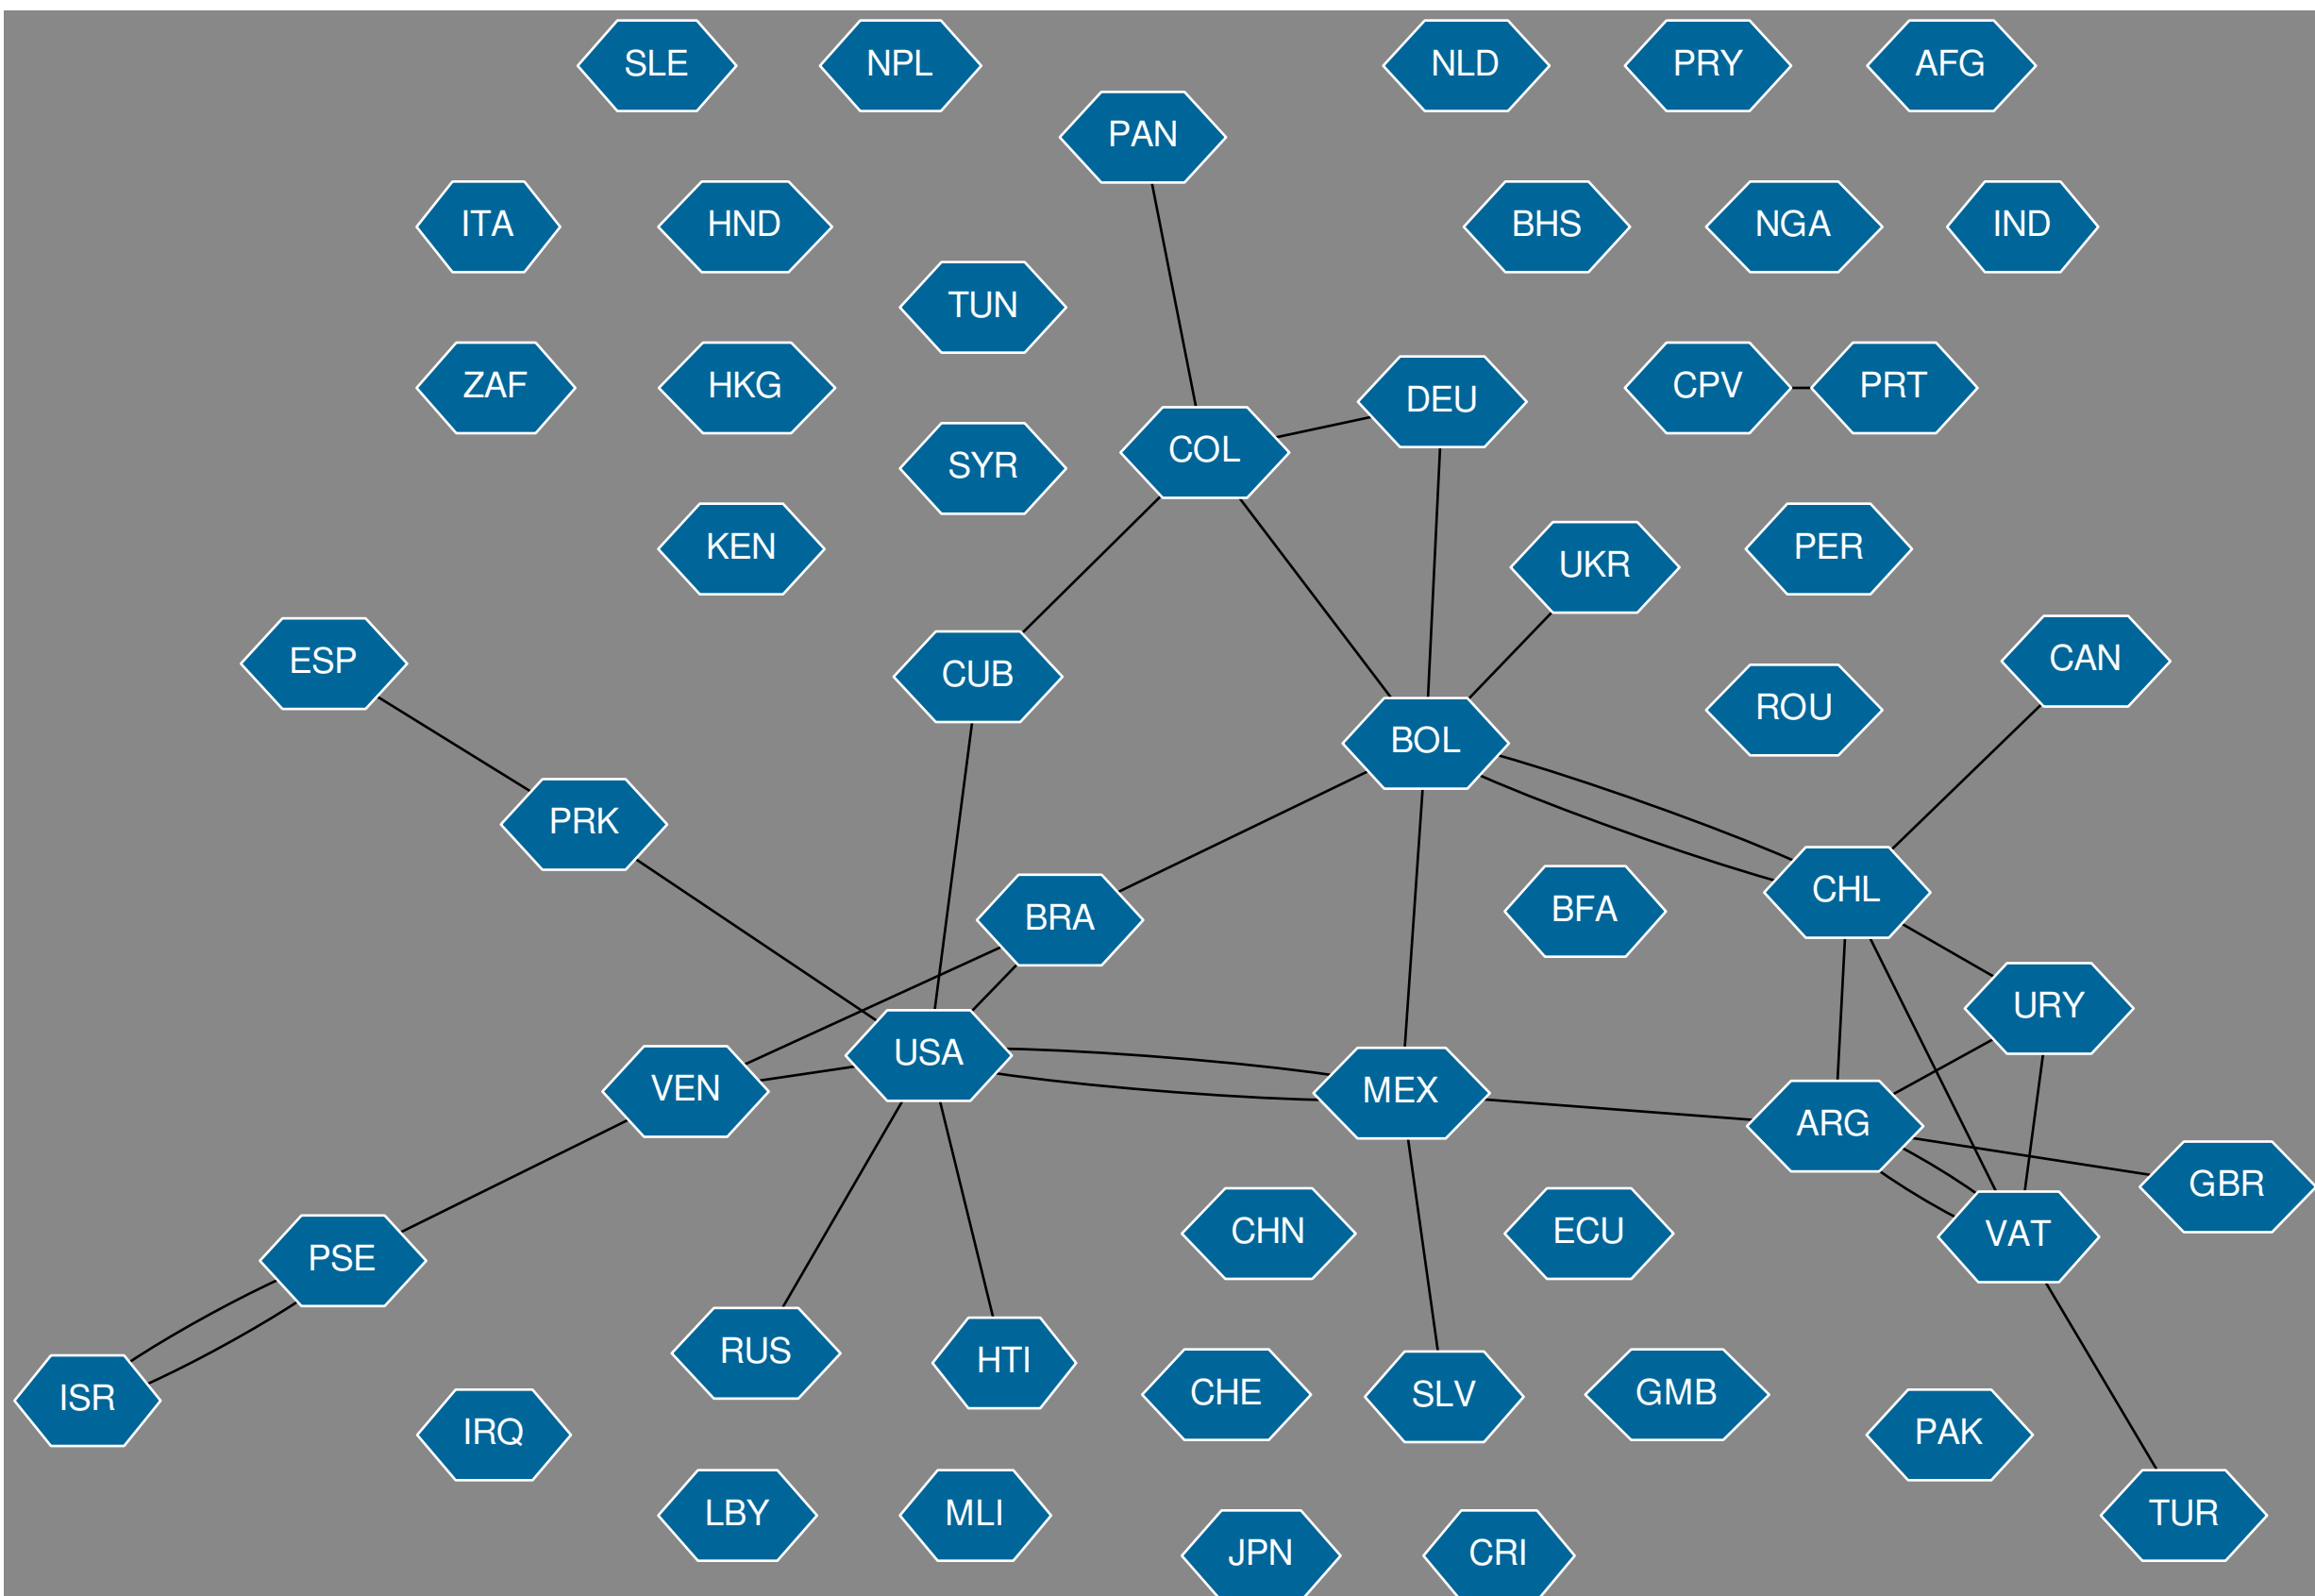 SLE
NPL
NLD
PRY
AFG
PAN
ITA
HND
BHS
NGA
IND
TUN
ZAF
HKG
DEU
CPV
PRT
COL
SYR
KEN
UKR
PER
ESP
CUB
CAN
BOL
ROU
PRK
BRA
BFA
CHL
URY
USA
VEN
MEX
ARG
GBR
PSE
CHN
ECU
VAT
RUS
HTI
ISR
CHE
SLV
GMB
IRQ
PAK
LBY
MLI
TUR
JPN
CRI